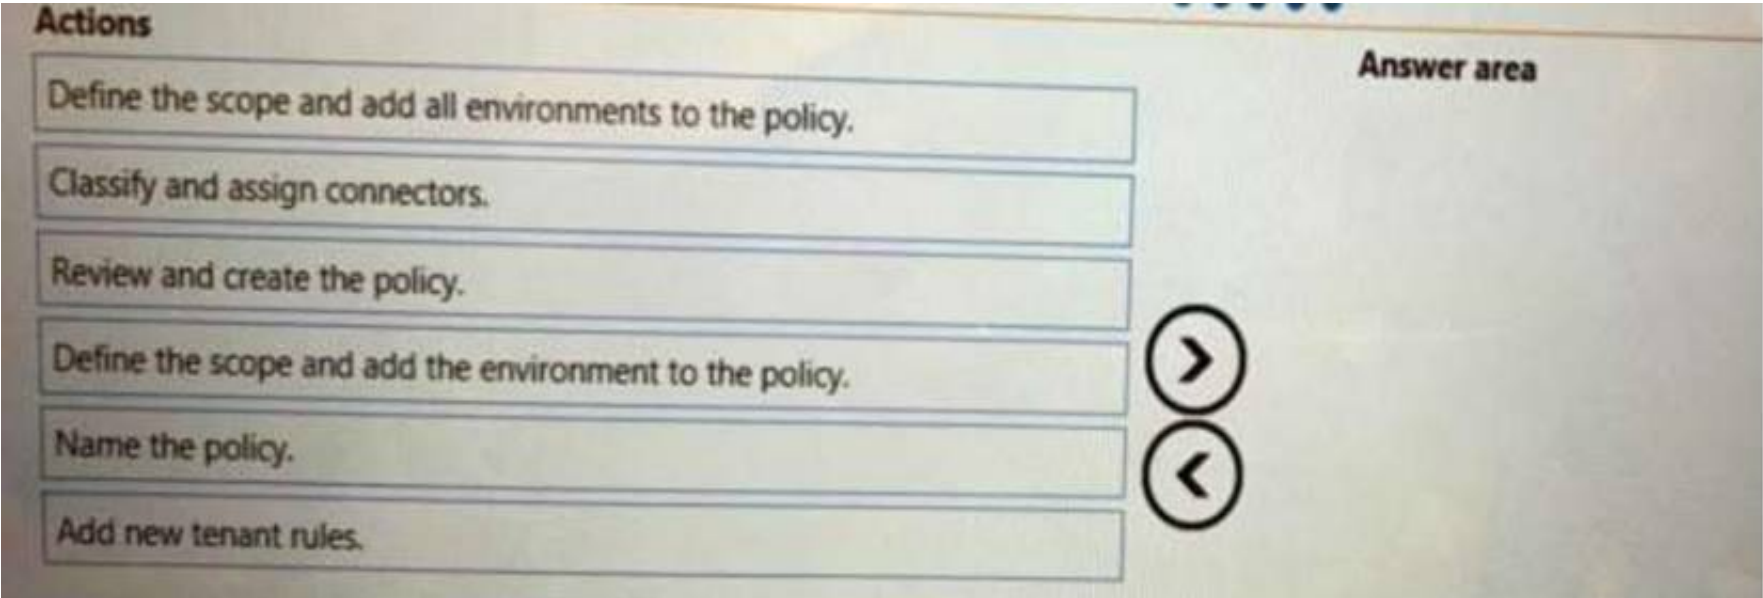 Actions
Answer area
Define the scope and add all environments to the policy.
Classify and assign connectors.
Review and create the policy.
Define the scope and add the environment to the policy.
Name the policy.
Add new tenant rules.